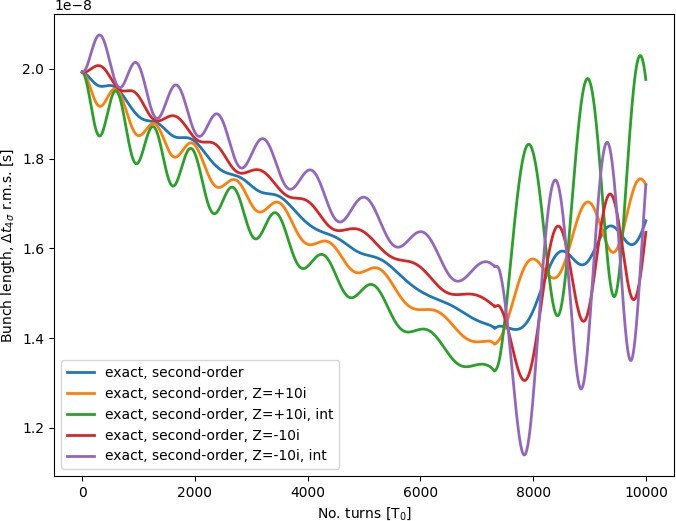 1e−8
2.0
1.8
1.6
1.4
1.2
Bunch length, Δt4σ r.m.s. [s]
exact, second-order
exact, second-order, Z=+10i
exact, second-order, Z=+10i, int
exact, second-order, Z=-10i
exact, second-order, Z=-10i, int
0 2000 4000 6000 8000 10000
No. turns [T0]